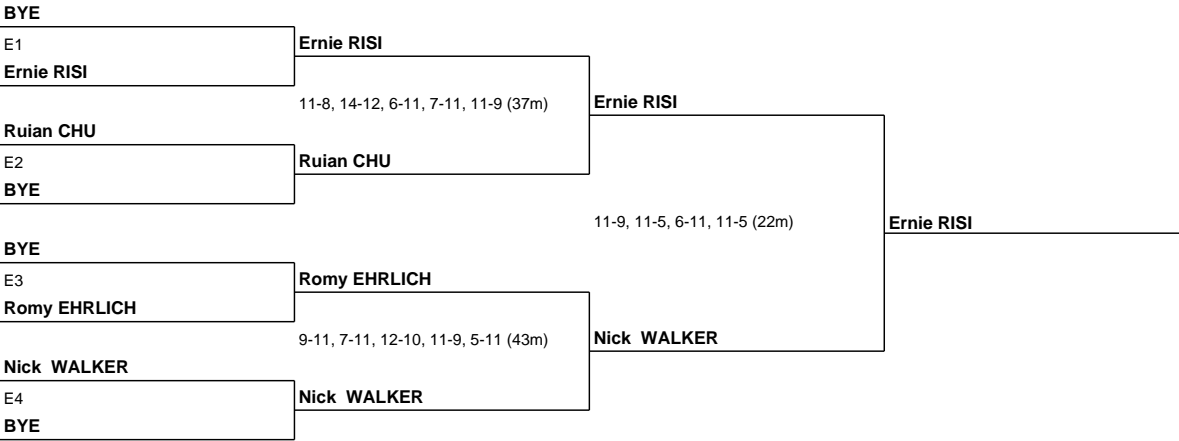 BYE
E1
Ernie RISI
Ernie RISI
11-8, 14-12, 6-11, 7-11, 11-9 (37m)
Ernie RISI
Ruian CHU
E2
Ruian CHU
BYE
11-9, 11-5, 6-11, 11-5 (22m)
Ernie RISI
BYE
E3
Romy EHRLICH
Romy EHRLICH
9-11, 7-11, 12-10, 11-9, 5-11 (43m)
Nick  WALKER
Nick  WALKER
E4
Nick  WALKER
BYE